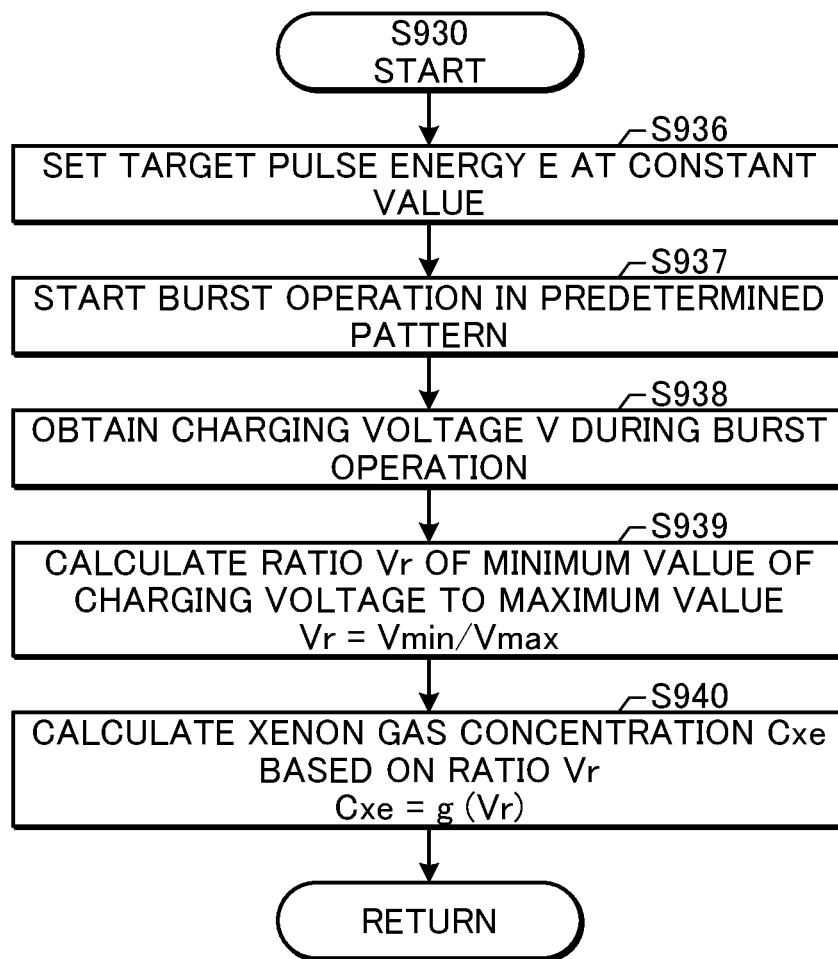 S930
START
S936
SET TARGET PULSE ENERGY E AT CONSTANT
VALUE
S937
START BURST OPERATION IN PREDETERMINED
PATTERN
S938
OBTAIN CHARGING VOLTAGE V DURING BURST
OPERATION
S939
CALCULATE RATIO Vr OF MINIMUM VALUE OF
CHARGING VOLTAGE TO MAXIMUM VALUE
Vr = Vmin/Vmax
S940
CALCULATE XENON GAS CONCENTRATION Cxe
BASED ON RATIO Vr
Cxe = g (Vr)
RETURN